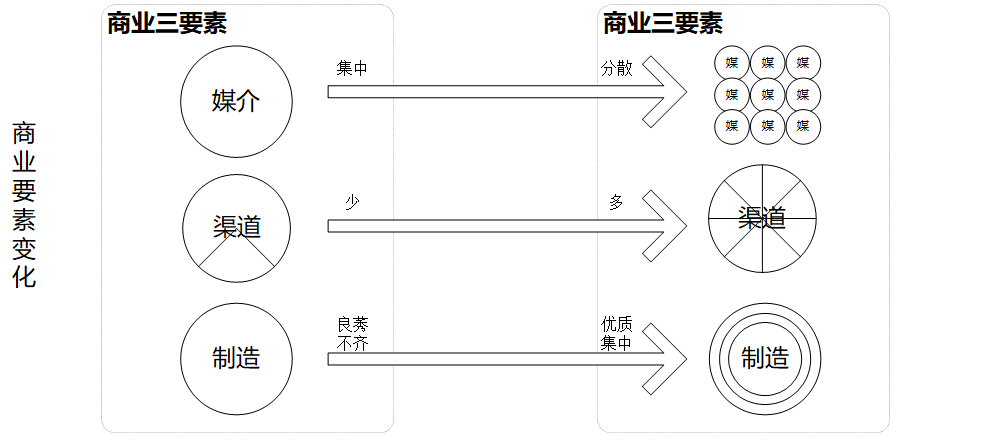 商业要素变化
商业三要素
商业三要素
媒介
集中
分散
媒 媒 媒
媒 媒 媒
媒 媒 媒
渠道
少
多
渠道
制造
良莠
不齐
优质
集中
制造